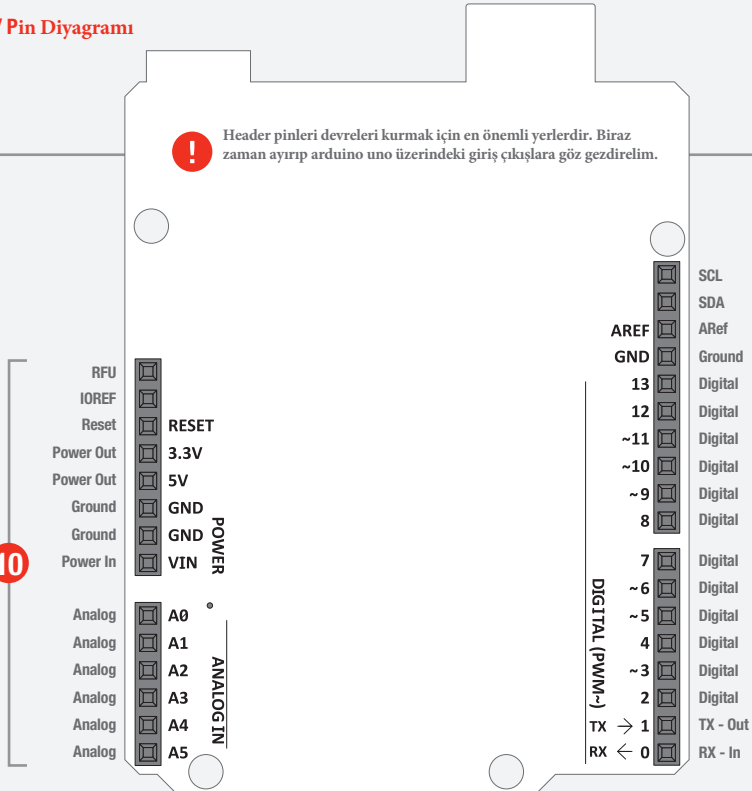 / Pin Diyagramı
!
Header pinleri devreleri kurmak için en önemli yerlerdir. Biraz
zaman ayırıp arduino uno üzerindeki giriş çıkışlara göz gezdirelim.
RFU
IOREF
Reset RESET
Power Out 3.3V
Power Out 5V
Ground GND
Ground GND
Power In VIN
POWER
10
Analog A0
Analog A1
Analog A2
Analog A3
Analog A4
Analog A5
ANALOG IN
SCL
SDA
AREF ARef
GND Ground
13 Digital
12 Digital
~11 Digital
~10 Digital
~9 Digital
8 Digital
7 Digital
~6 Digital
~5 Digital
4 Digital
~3 Digital
2 Digital
TX → 1 TX - Out
RX ← 0 RX - In
DIGITAL (PWM~)